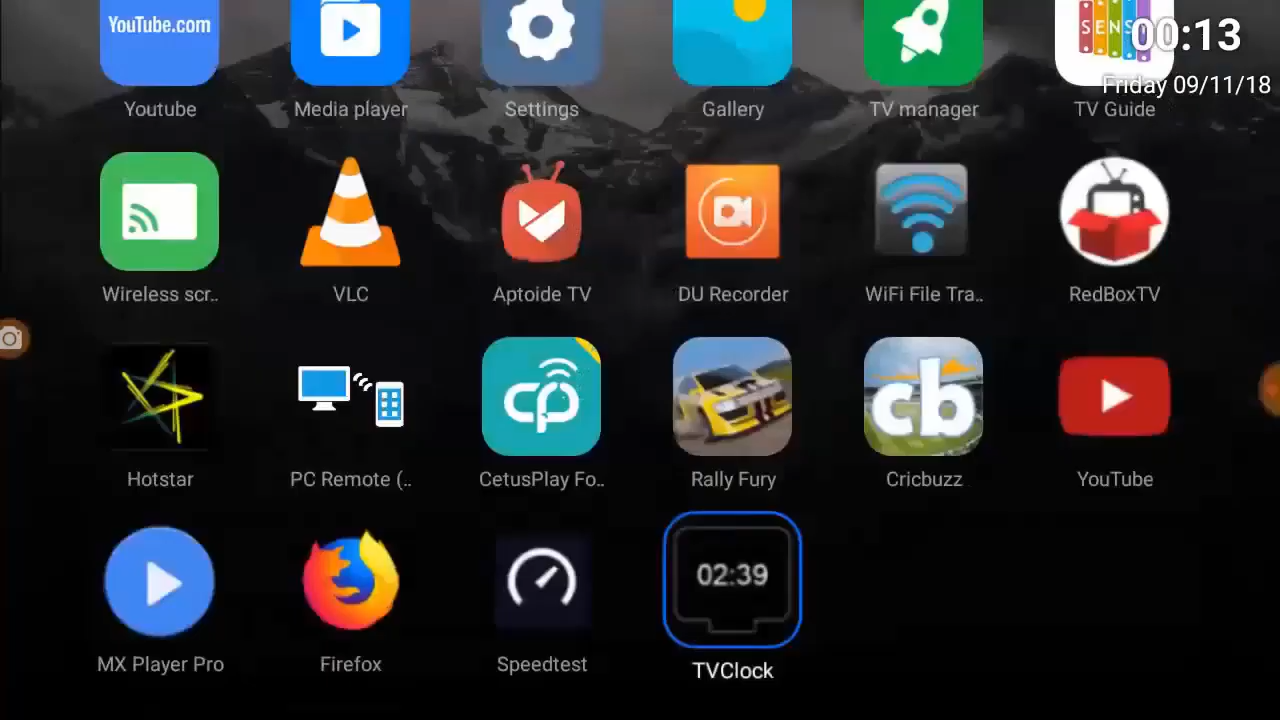 YouTube.com
SENS
00:13
Friday 09/11/18
Youtube
Media player
Settings
Gallery
TV manager
TV Guide
Wireless scr..
VLC
Aptoide TV
DU Recorder
WiFi File Tra..
RedBoxTV
cp
cb
Hotstar
PC Remote (..
CetusPlay Fo..
Rally Fury
Cricbuzz
YouTube
02:39
MX Player Pro
Firefox
Speedtest
TVClock